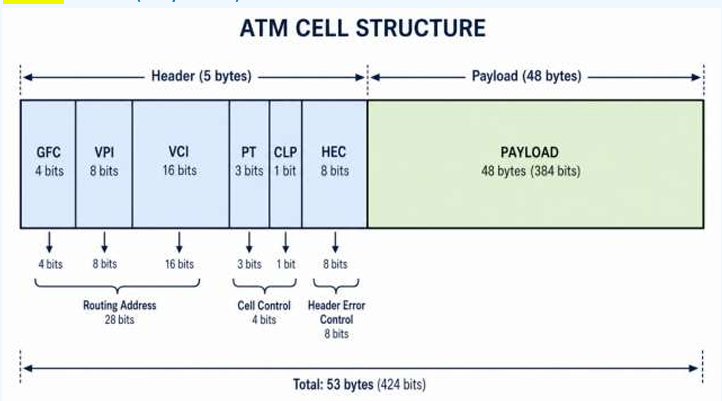 ATM CELL STRUCTURE
Header (5 bytes)
Payload (48 bytes)
GFC
4 bits
VPI
8 bits
VCI
16 bits
PT
3 bits
CLP
1 bit
HEC
8 bits
PAYLOAD
48 bytes (384 bits)
4 bits
8 bits
16 bits
3 bits
1 bit
8 bits
Routing Address
28 bits
Cell Control
4 bits
Header Error
Control
8 bits
Total: 53 bytes (424 bits)